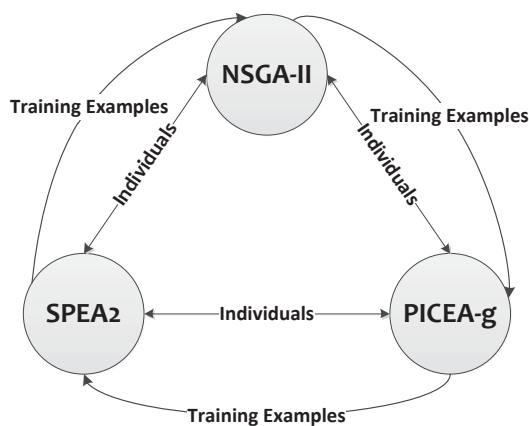 NSGA-II
Training Examples
Training Examples
Individuals
Individuals
SPEA2
Individuals
PICEA-g
Training Examples